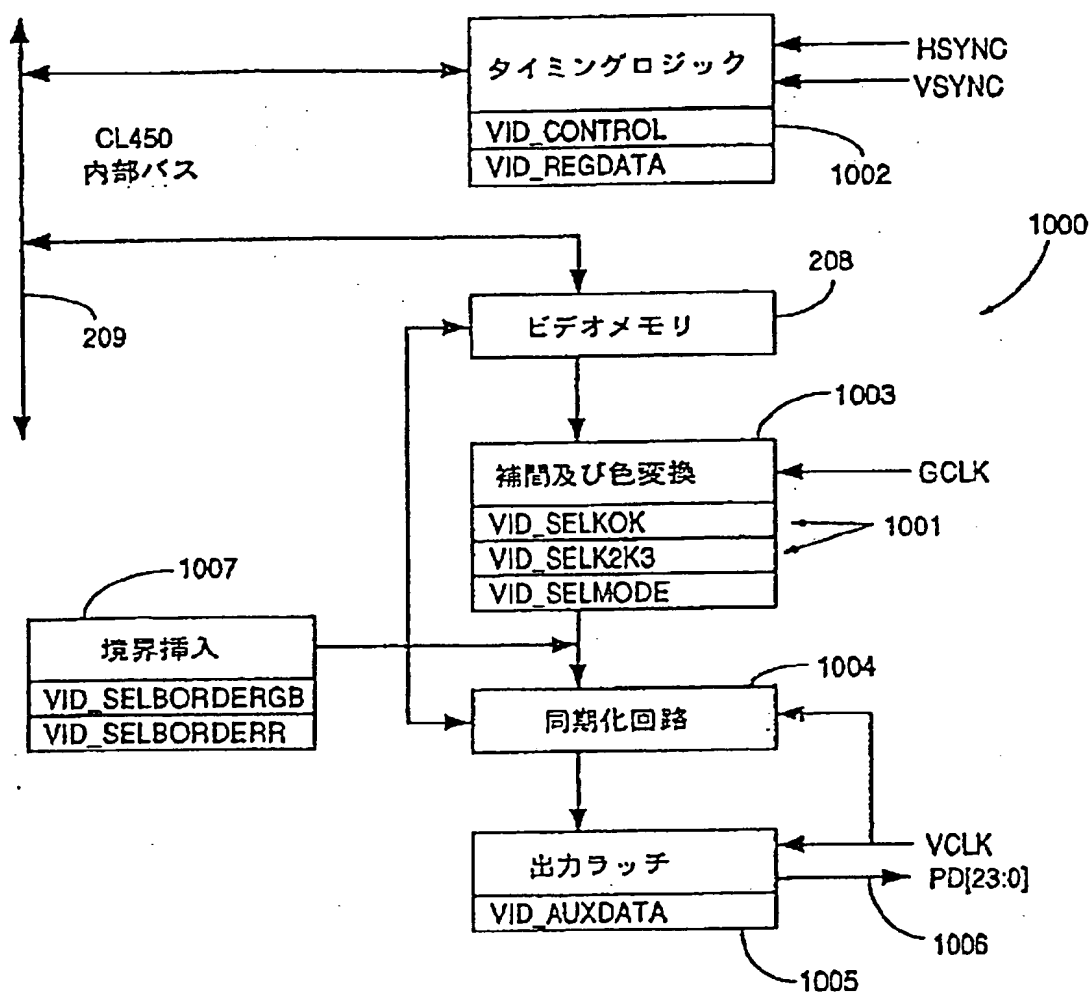 タイミングロジック
VID_CONTROL
VID_REGDATA
HSYNC
VSYNC
1002
CL450
内部バス
209
1000
208
ビデオメモリ
1003
補間及び色変換
VID_SELK0K
VID_SELK2K3
VID_SELMODE
GCLK
1001
1007
境界挿入
VID_SELBORDERGB
VID_SELBORDERR
1004
同期化回路
出力ラッチ
VID_AUXDATA
VCLK
PD[23:0]
1006
1005